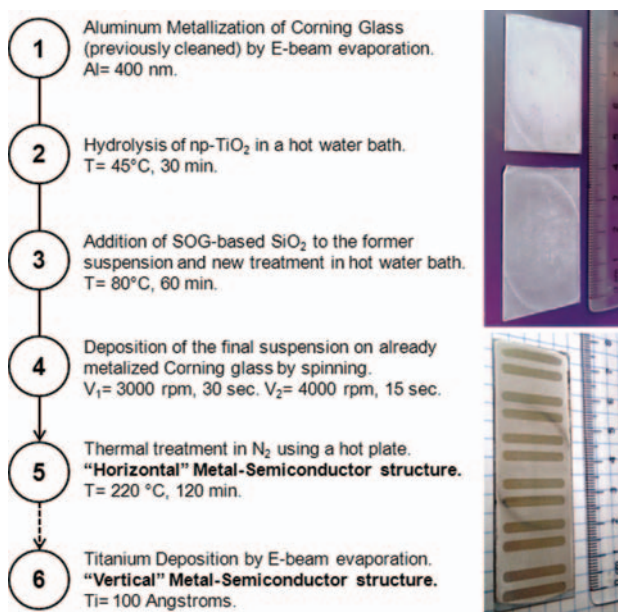 1
Aluminum Metallization of Corning Glass
(previously cleaned) by E-beam evaporation.
Al= 400 nm.
2
Hydrolysis of np-TiO₂ in a hot water bath.
T= 45°C, 30 min.
3
Addition of SOG-based SiO₂ to the former
suspension and new treatment in hot water bath.
T= 80°C, 60 min.
4
Deposition of the final suspension on already
metalized Corning glass by spinning.
V₁= 3000 rpm, 30 sec. V₂= 4000 rpm, 15 sec.
5
Thermal treatment in N₂ using a hot plate.
“Horizontal” Metal-Semiconductor structure.
T= 220 °C, 120 min.
6
Titanium Deposition by E-beam evaporation.
“Vertical” Metal-Semiconductor structure.
Ti= 100 Angstroms.